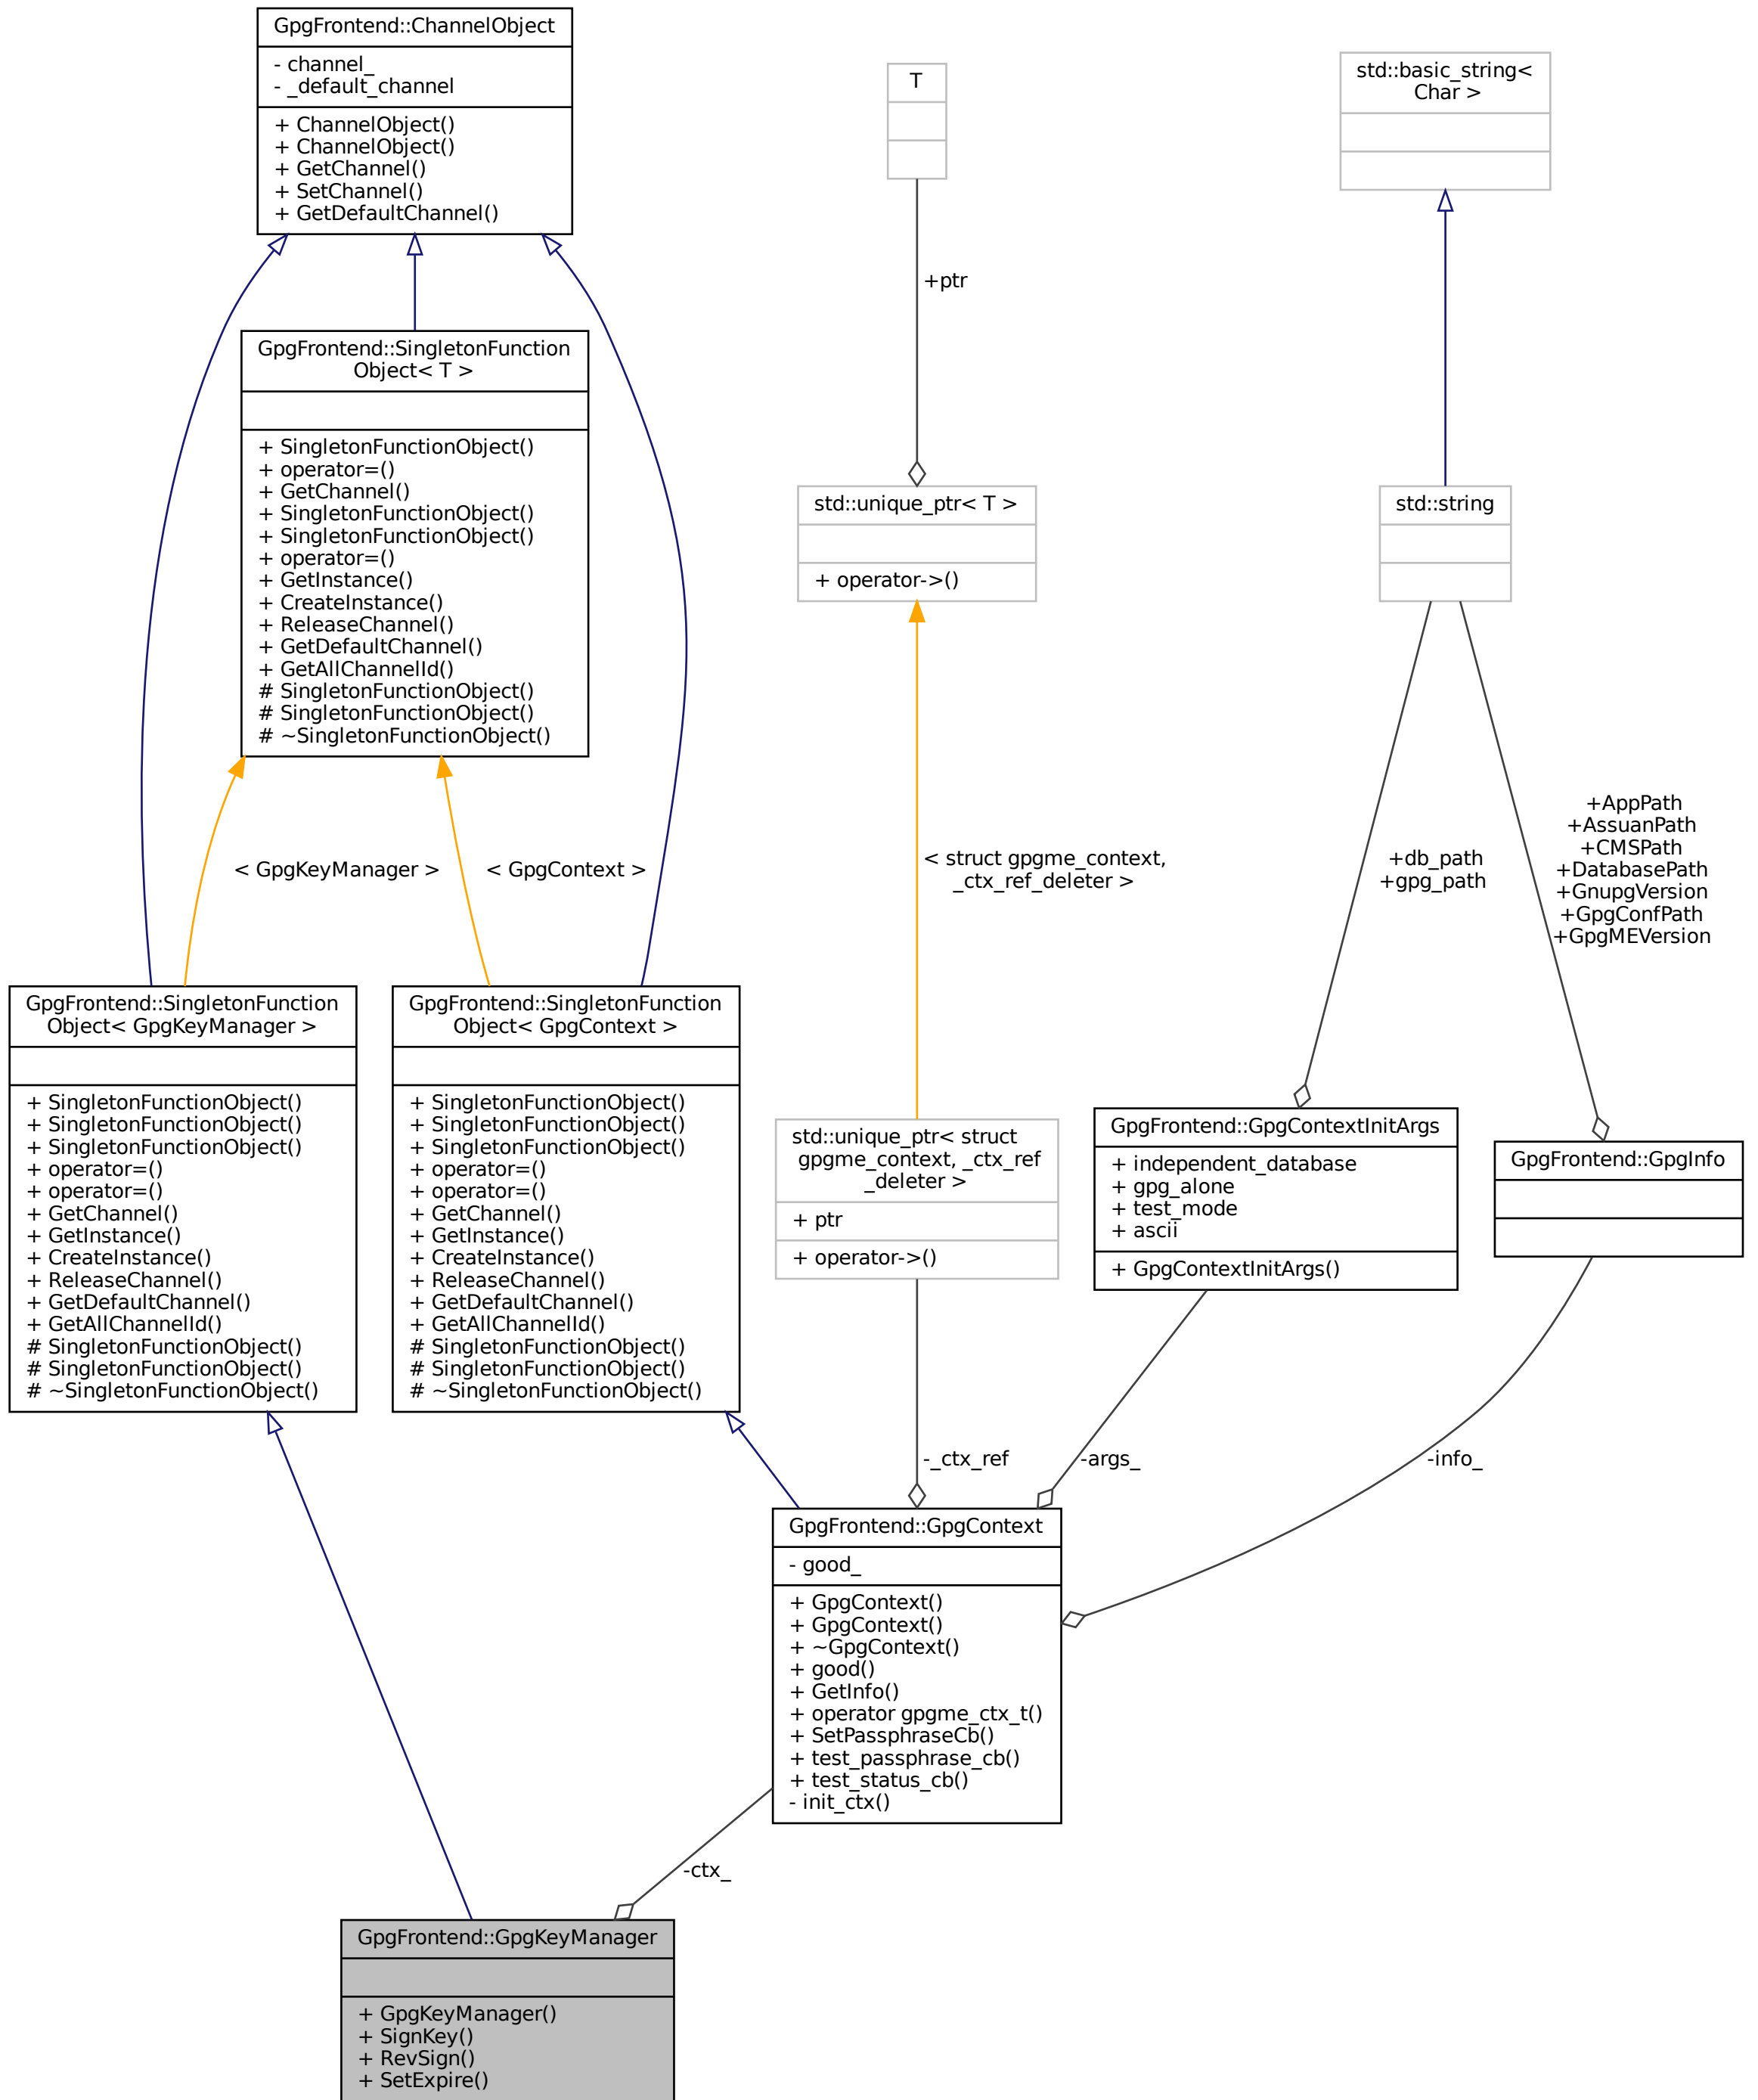 GpgFrontend::ChannelObject
- channel_
- _default_channel
+ ChannelObject()
+ ChannelObject()
+ GetChannel()
+ SetChannel()
+ GetDefaultChannel()
T
std::basic_string<
Char >
+ptr
GpgFrontend::SingletonFunction
Object< T >
+ SingletonFunctionObject()
+ operator=()
+ GetChannel()
+ SingletonFunctionObject()
+ SingletonFunctionObject()
+ operator=()
+ GetInstance()
+ CreateInstance()
+ ReleaseChannel()
+ GetDefaultChannel()
+ GetAllChannelId()
# SingletonFunctionObject()
# SingletonFunctionObject()
# ~SingletonFunctionObject()
std::unique_ptr< T >
+ operator->()
std::string
< GpgKeyManager >
< GpgContext >
< struct gpgme_context,
_ctx_ref_deleter >
+db_path
+gpg_path
+AppPath
+AssuanPath
+CMSPath
+DatabasePath
+GnupgVersion
+GpgConfPath
+GpgMEVersion
GpgFrontend::SingletonFunction
Object< GpgKeyManager >
+ SingletonFunctionObject()
+ SingletonFunctionObject()
+ SingletonFunctionObject()
+ operator=()
+ operator=()
+ GetChannel()
+ GetInstance()
+ CreateInstance()
+ ReleaseChannel()
+ GetDefaultChannel()
+ GetAllChannelId()
# SingletonFunctionObject()
# SingletonFunctionObject()
# ~SingletonFunctionObject()
GpgFrontend::SingletonFunction
Object< GpgContext >
+ SingletonFunctionObject()
+ SingletonFunctionObject()
+ SingletonFunctionObject()
+ operator=()
+ operator=()
+ GetChannel()
+ GetInstance()
+ CreateInstance()
+ ReleaseChannel()
+ GetDefaultChannel()
+ GetAllChannelId()
# SingletonFunctionObject()
# SingletonFunctionObject()
# ~SingletonFunctionObject()
std::unique_ptr< struct
gpgme_context, _ctx_ref
_deleter >
+ ptr
+ operator->()
GpgFrontend::GpgContextInitArgs
+ independent_database
+ gpg_alone
+ test_mode
+ ascii
+ GpgContextInitArgs()
GpgFrontend::GpgInfo
-_ctx_ref
-args_
-info_
GpgFrontend::GpgContext
- good_
+ GpgContext()
+ GpgContext()
+ ~GpgContext()
+ good()
+ GetInfo()
+ operator gpgme_ctx_t()
+ SetPassphraseCb()
+ test_passphrase_cb()
+ test_status_cb()
- init_ctx()
-ctx_
GpgFrontend::GpgKeyManager
+ GpgKeyManager()
+ SignKey()
+ RevSign()
+ SetExpire()